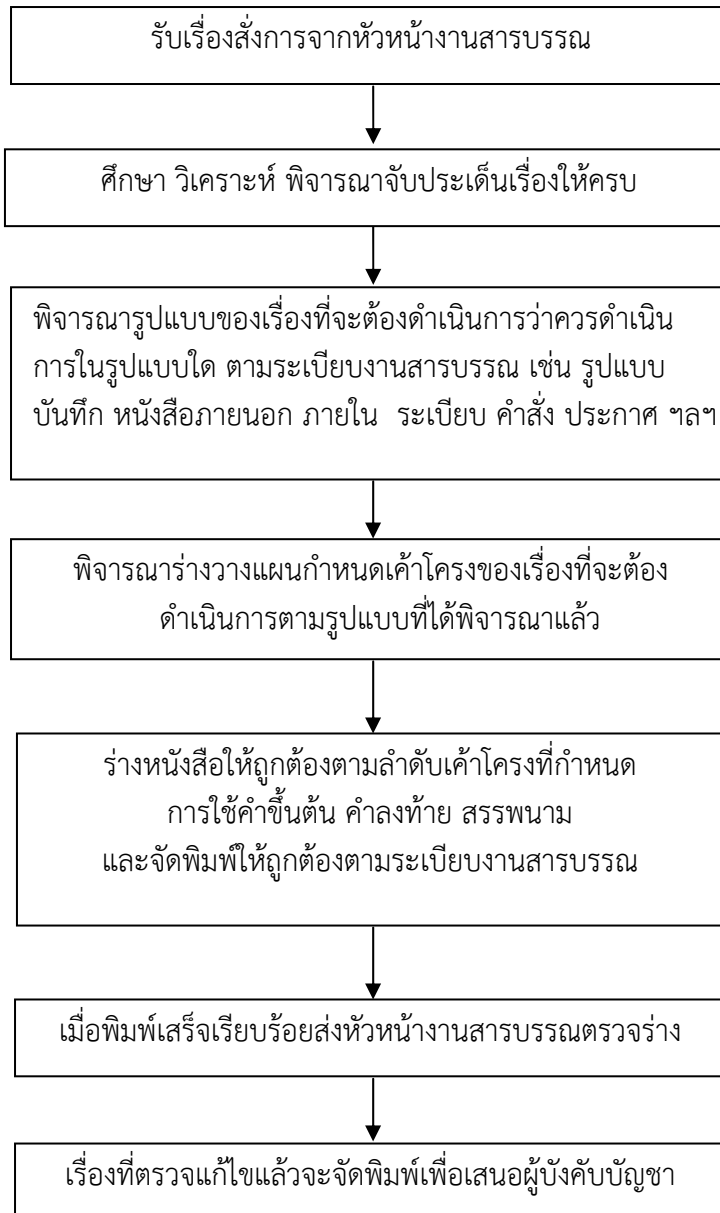 รับเรื่องสั่งการจากหัวหน้างานสารบรรณ
ศึกษา วิเคราะห์ พิจารณาจับประเด็นเรื่องให้ครบ
พิจารณารูปแบบของเรื่องที่จะต้องดำเนินการว่าควรดำเนิน
การในรูปแบบใด ตามระเบียบงานสารบรรณ เช่น รูปแบบ
บันทึก หนังสือภายนอก ภายใน ระเบียบ คำสั่ง ประกาศ ฯลฯ
พิจารณาร่างวางแผนกำหนดเค้าโครงของเรื่องที่จะต้อง
ดำเนินการตามรูปแบบที่ได้พิจารณาแล้ว
ร่างหนังสือให้ถูกต้องตามลำดับเค้าโครงที่กำหนด
การใช้คำขึ้นต้น คำลงท้าย สรรพนาม
และจัดพิมพ์ให้ถูกต้องตามระเบียบงานสารบรรณ
เมื่อพิมพ์เสร็จเรียบร้อยส่งหัวหน้างานสารบรรณตรวจร่าง
เรื่องที่ตรวจแก้ไขแล้วจะจัดพิมพ์เพื่อเสนอผู้บังคับบัญชา